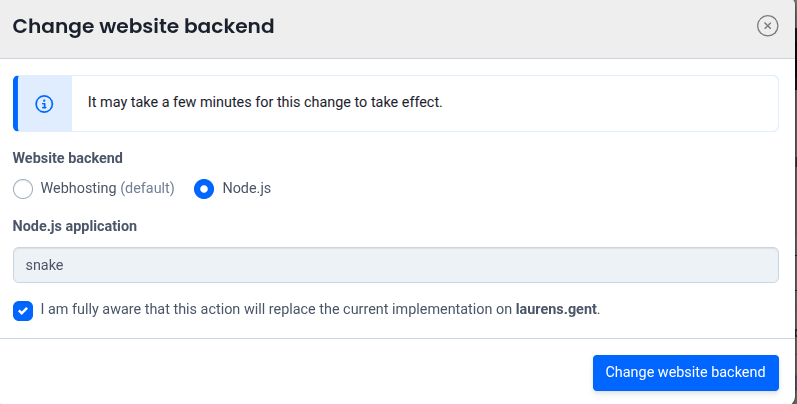 Change website backend
It may take a few minutes for this change to take effect.
Website backend
Webhosting (default) Node.js
Node.js application
snake
I am fully aware that this action will replace the current implementation on laurens.gent.
Change website backend